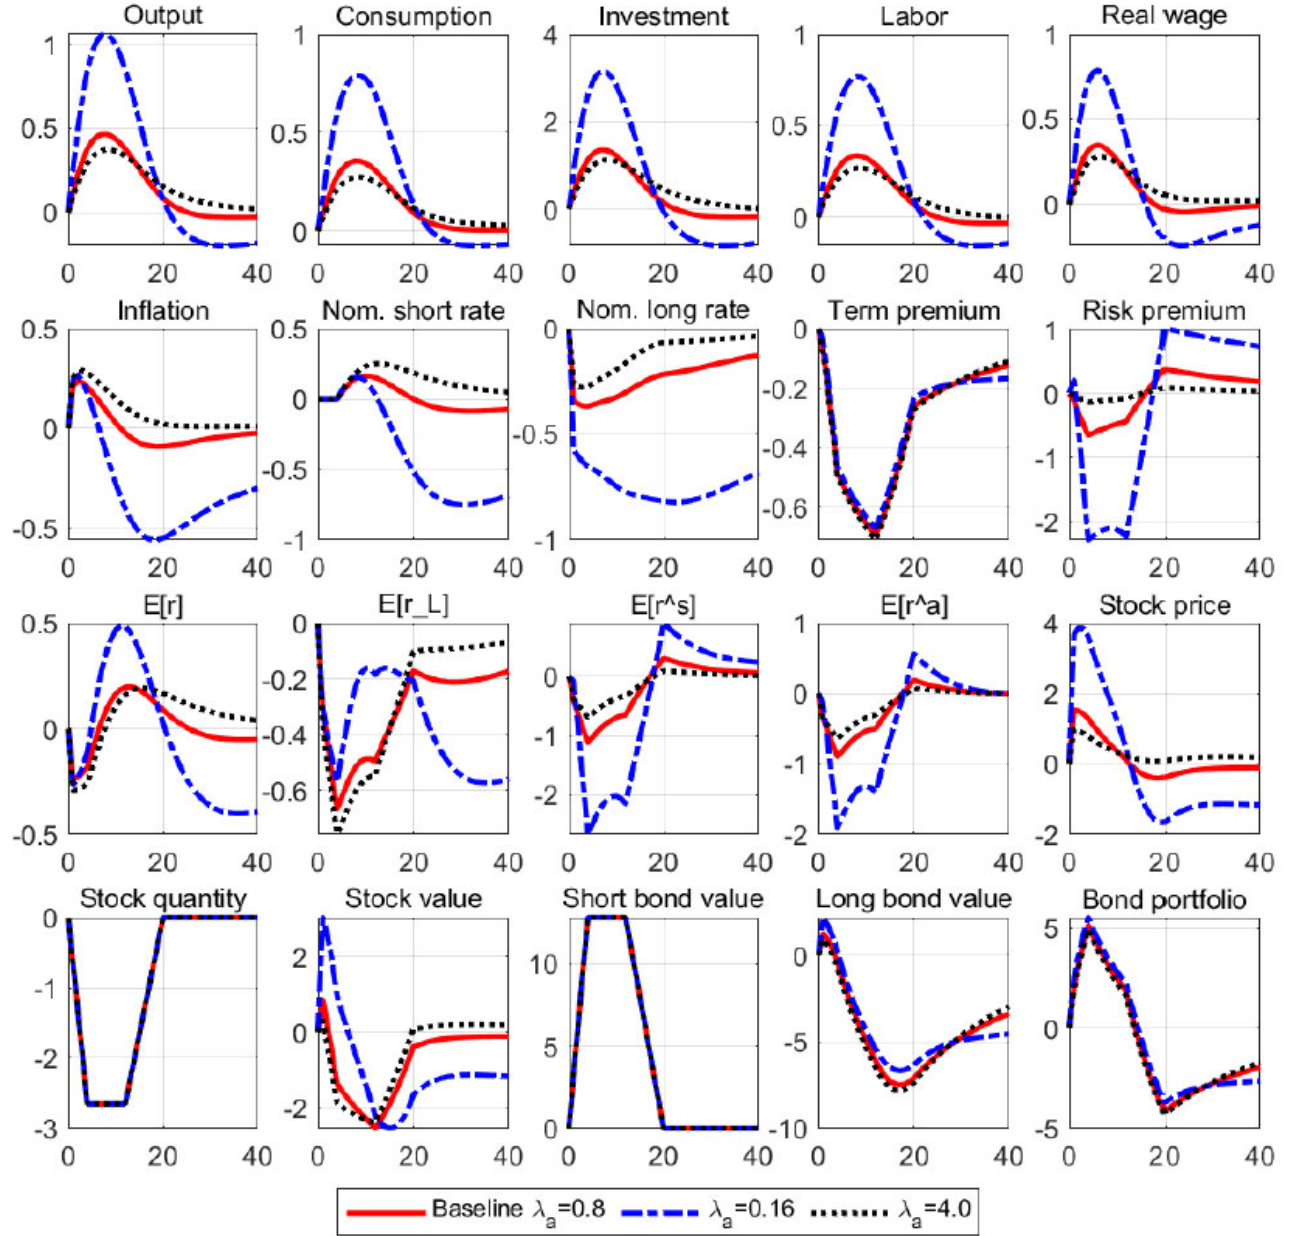 Output Consumption Investment Labor Real wage
1 0.5 0
1 0.5 0
4 2 0
1 0.5 0
1 0.5 0
0 20 40 0 20 40 0 20 40 0 20 40 0 20 40
Inflation Nom. short rate Nom. long rate Term premium Risk premium
0.5 0 -0.5
0.5 0 -0.5 -1
0 -0.5 -1
0 -0.2 -0.4 -0.6
1 0 -1 -2
0 20 40 0 20 40 0 20 40 0 20 40 0 20 40
E[r] E[r_L] E[r^s] E[r^a] Stock price
0.5 0 -0.5
0 -0.2 -0.4 -0.6
0 -1 -2
1 0 -1 -2
4 2 0 -2
0 20 40 0 20 40 0 20 40 0 20 40 0 20 40
Stock quantity Stock value Short bond value Long bond value Bond portfolio
0 -1 -2 -3
2 0 -2
10 5 0
0 -5 -10
5 0 -5
0 20 40 0 20 40 0 20 40 0 20 40 0 20 40
Baseline λ_a=0.8 λ_a=0.16 λ_a=4.0